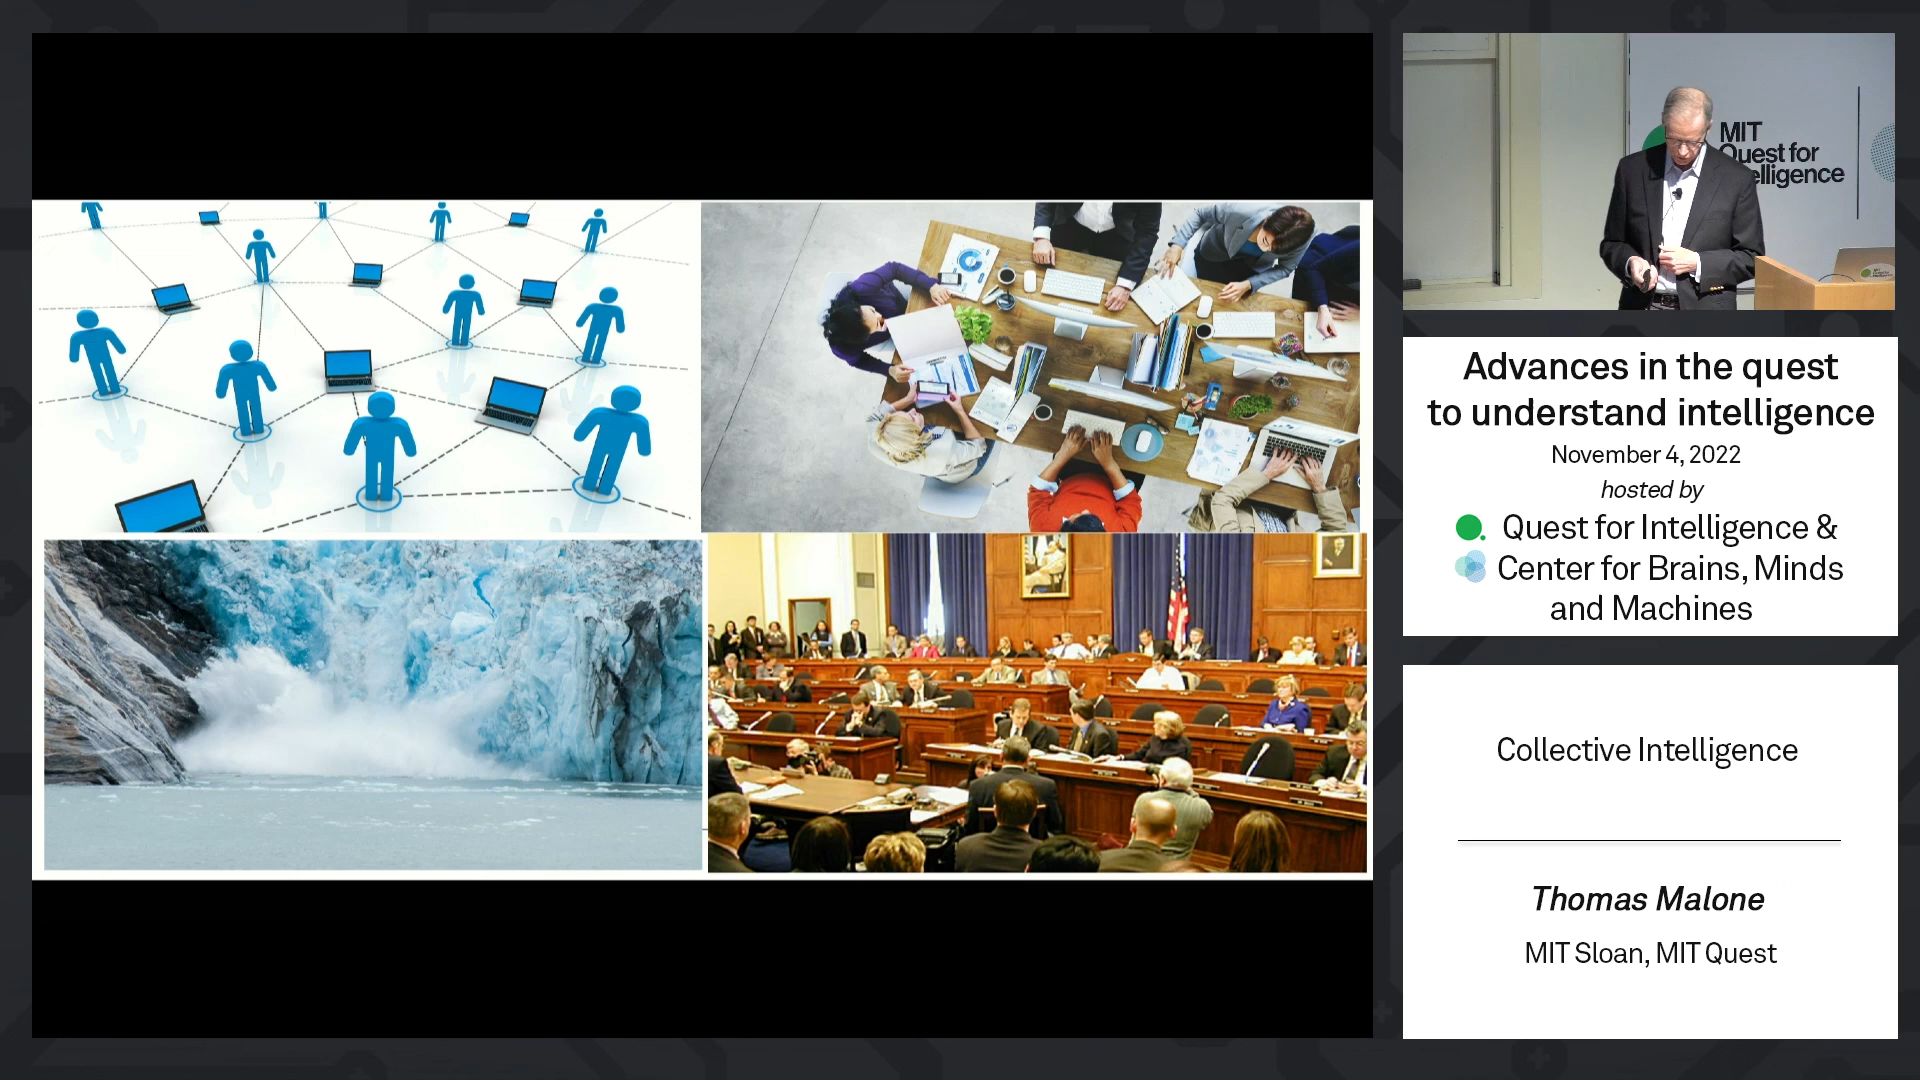 MIT
Quest for
elligence
Advances in the quest
to understand intelligence
November 4, 2022
hosted by
Quest for Intelligence &
Center for Brains, Minds
and Machines
Collective Intelligence
Thomas Malone
MIT Sloan, MIT Quest